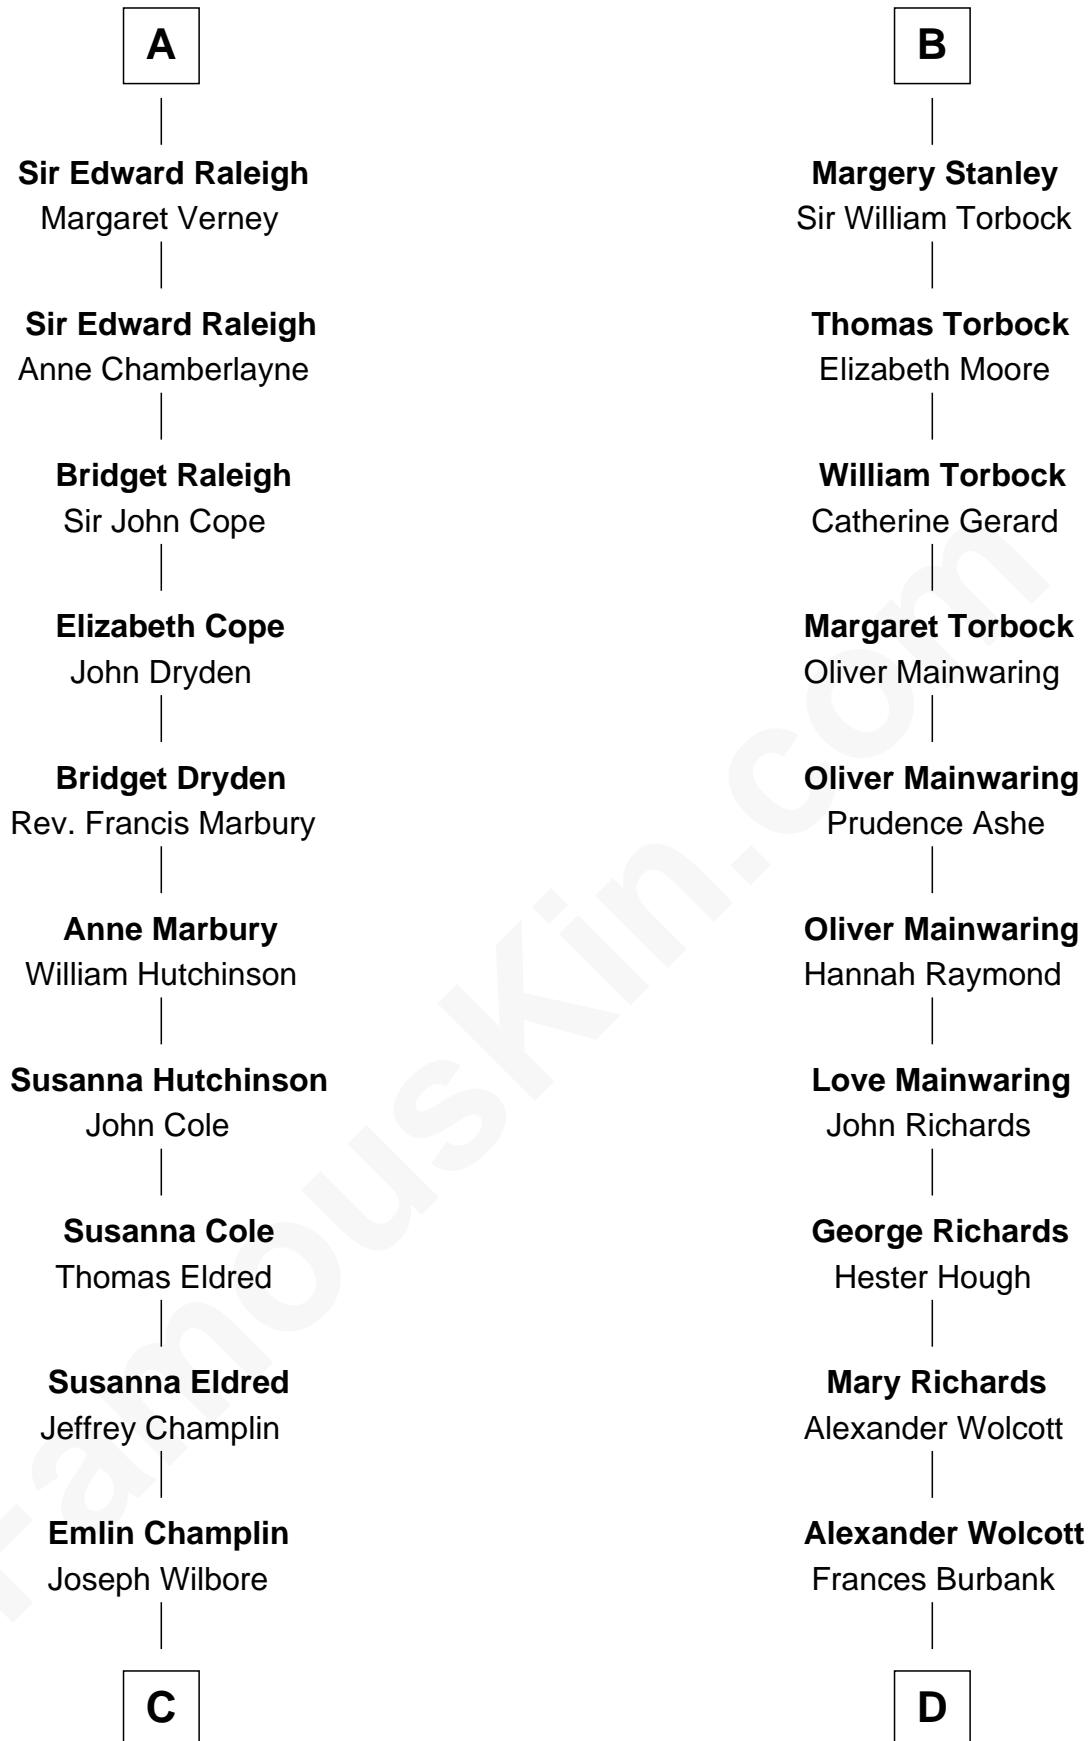 A
Sir Edward Raleigh
Margaret Verney
Sir Edward Raleigh
Anne Chamberlayne
Bridget Raleigh
Sir John Cope
Elizabeth Cope
John Dryden
Bridget Dryden
Rev. Francis Marbury
Anne Marbury
William Hutchinson
Susanna Hutchinson
John Cole
Susanna Cole
Thomas Eldred
Susanna Eldred
Jeffrey Champlin
Emlin Champlin
Joseph Wilbore
C
B
Margery Stanley
Sir William Torbock
Thomas Torbock
Elizabeth Moore
William Torbock
Catherine Gerard
Margaret Torbock
Oliver Mainwaring
Oliver Mainwaring
Prudence Ashe
Oliver Mainwaring
Hannah Raymond
Love Mainwaring
John Richards
George Richards
Hester Hough
Mary Richards
Alexander Wolcott
Alexander Wolcott
Frances Burbank
D
FamousKin.com